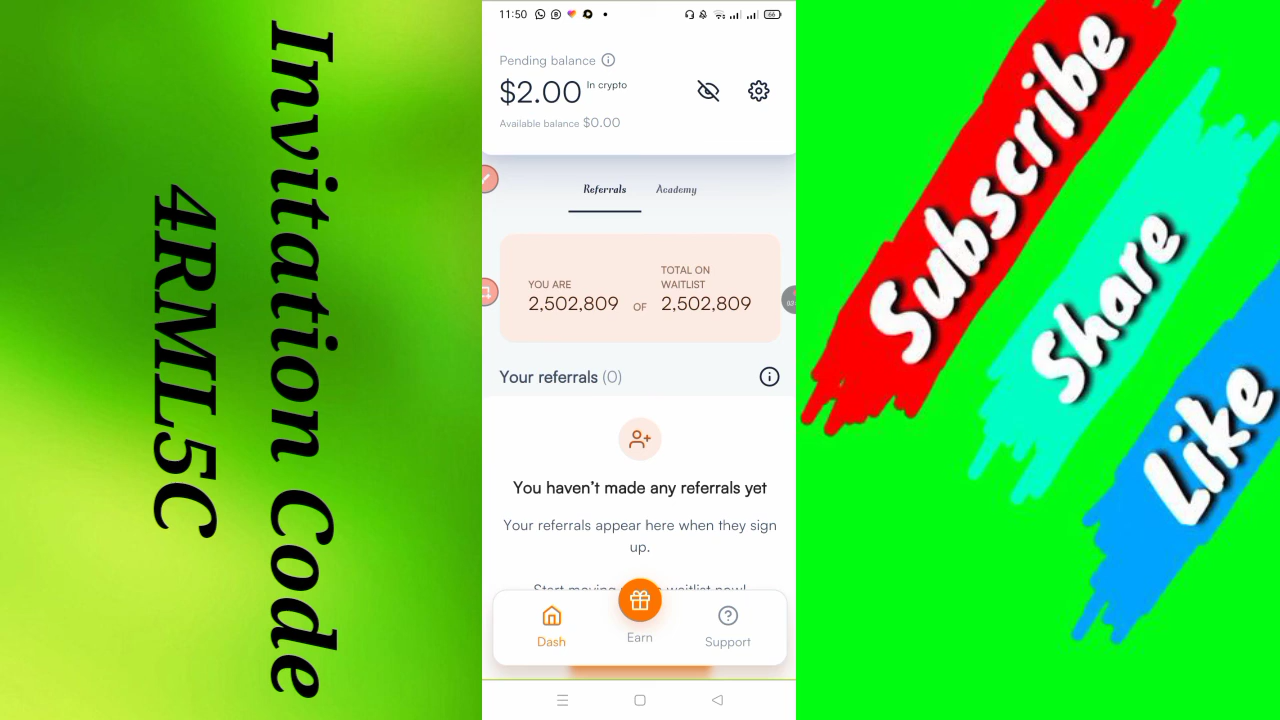 Invitation Code
4RML5C
11:50
66
Pending balance
$2.00 In crypto
Available balance $0.00
Referrals Academy
YOU ARE
2,502,809
OF
TOTAL ON
WAITLIST
2,502,809
Your referrals (0)
You haven't made any referrals yet
Your referrals appear here when they sign
up.
Start moving waitlist now!
Dash
Earn
Support
Subscribe
Share
Like